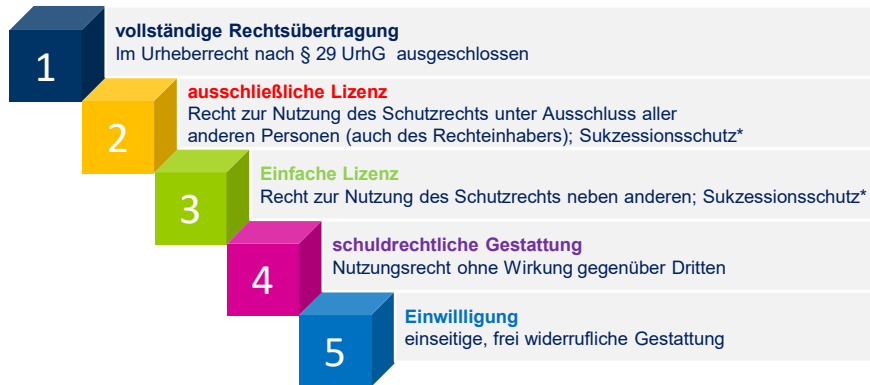 1
vollständige Rechtsübertragung
Im Urheberrecht nach § 29 UrhG ausgeschlossen
2
ausschließliche Lizenz
Recht zur Nutzung des Schutzrechts unter Ausschluss aller
anderen Personen (auch des Rechteinhabers); Sukzessionsschutz*
3
Einfache Lizenz
Recht zur Nutzung des Schutzrechts neben anderen; Sukzessionsschutz*
4
schuldrechtliche Gestattung
Nutzungsrecht ohne Wirkung gegenüber Dritten
5
Einwillligung
einseitige, frei widerrufliche Gestattung